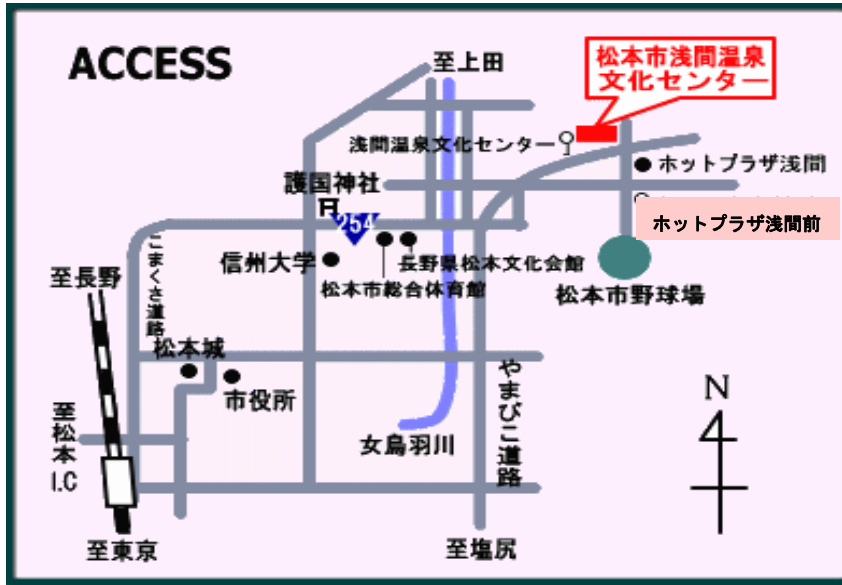 ACCESS
至上田
松本市浅間温泉
文化センター
浅間温泉文化センター
ホットプラザ浅間
護国神社
254
ホットプラザ浅間前
こまくさ道路
信州大学
長野県松本文化会館
松本市総合体育館
至長野
松本市野球場
松本城
市役所
やまびこ道路
N
至松本I.C
女鳥羽川
至東京
至塩尻